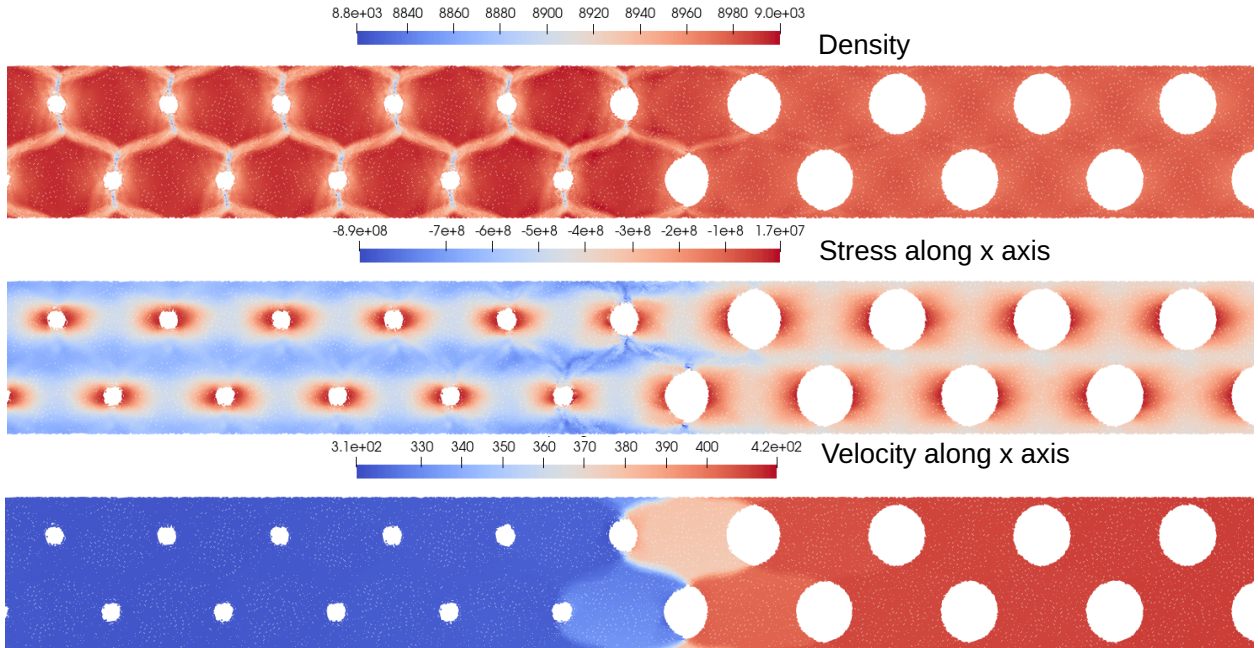 8.8e+03 8840 8860 8880 8900 8920 8940 8960 8980 9.0e+03
Density
-8.9e+08 -7e+8 -6e+8 -5e+8 -4e+8 -3e+8 -2e+8 -1e+8 1.7e+07
Stress along x axis
3.1e+02 330 340 350 360 370 380 390 400 4.2e+02
Velocity along x axis